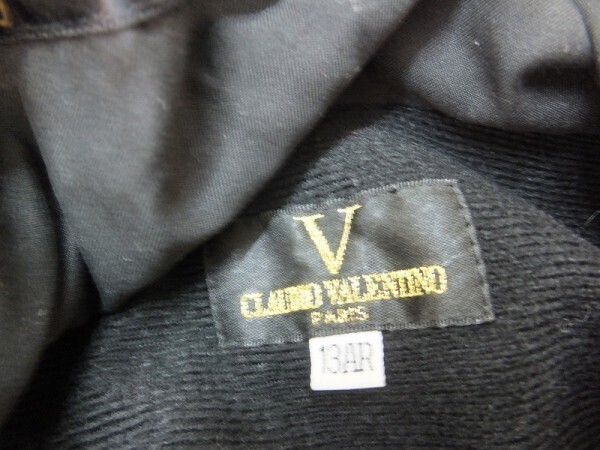 V
CLAUDIO VALENTINO
PARIS
13AR